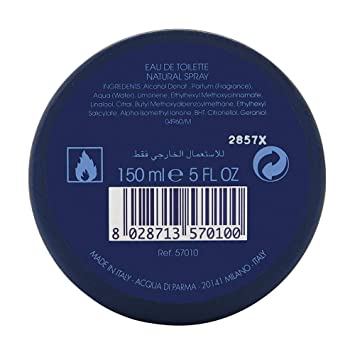 EAU DE TOILETTE
NATURAL SPRAY
INGREDIENTS: Alcohol Denat., Parfum (Fragrance),
Aqua (Water), Limonene, Ethylhexyl Methoxycinnamate,
Linalool, Citral, Butyl Methoxydibenzoylmethane, Ethylhexyl
Salicylate, Alpha-Isomethyl Ionone, BHT, Citronellol, Geraniol.
04960/M
2857X
للاستعمال الخارجي فقط
150 ml e 5 FL OZ
8 028713 570100
Ref. 57010
MADE IN ITALY - ACQUA DI PARMA - 20141 MILANO - ITALY